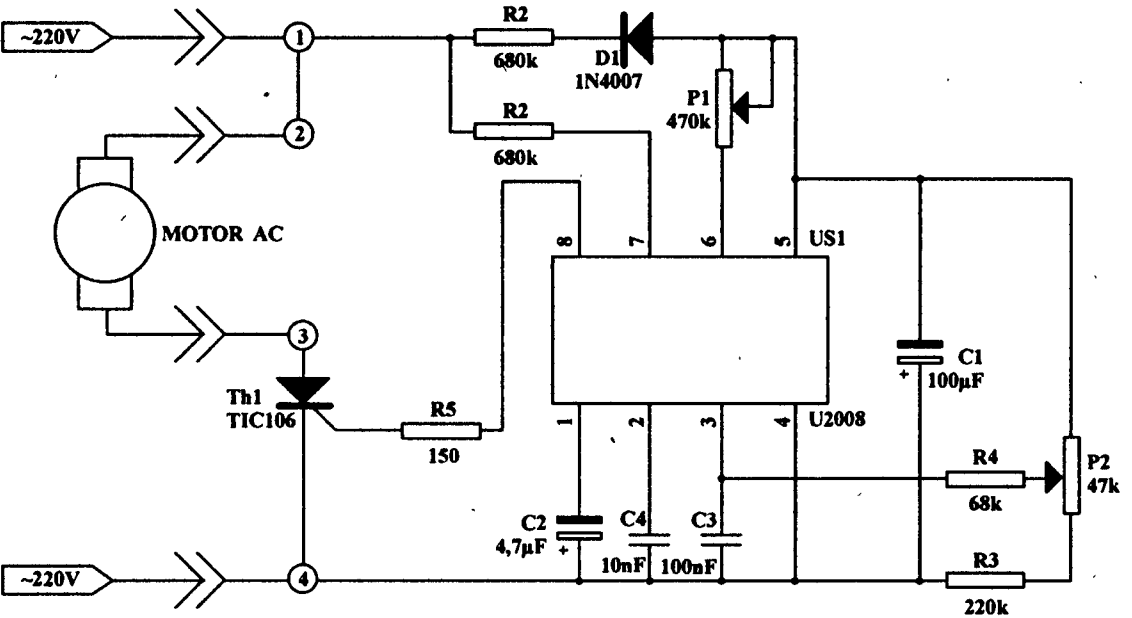 ~220V
1
R2
680k
D1
1N4007
P1
470k
2
R2
680k
MOTOR AC
8
7
6
5
US1
3
Th1
TIC106
R5
150
1
2
3
4
U2008
C1
+
100µF
R4
68k
P2
47k
C2
4,7µF
+
C4
10nF
C3
100nF
~220V
4
R3
220k